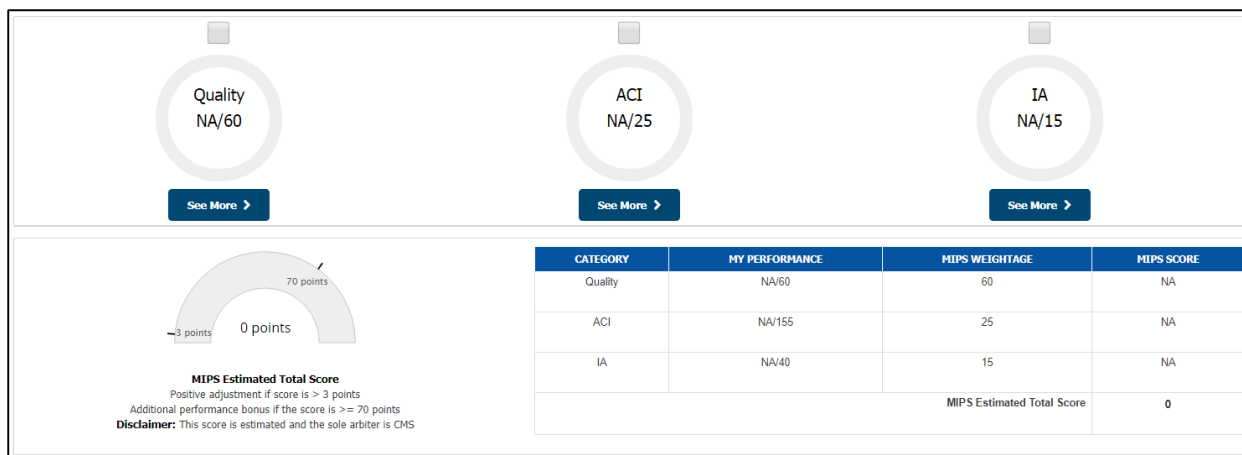 Quality
NA/60
See More
ACI
NA/25
See More
IA
NA/15
See More
70 points
3 points
0 points
MIPS Estimated Total Score
Positive adjustment if score is > 3 points
Additional performance bonus if the score is >= 70 points
Disclaimer: This score is estimated and the sole arbiter is CMS
CATEGORY MY PERFORMANCE MIPS WEIGHTAGE MIPS SCORE
Quality NA/60 60 NA
ACI NA/155 25 NA
IA NA/40 15 NA
MIPS Estimated Total Score 0